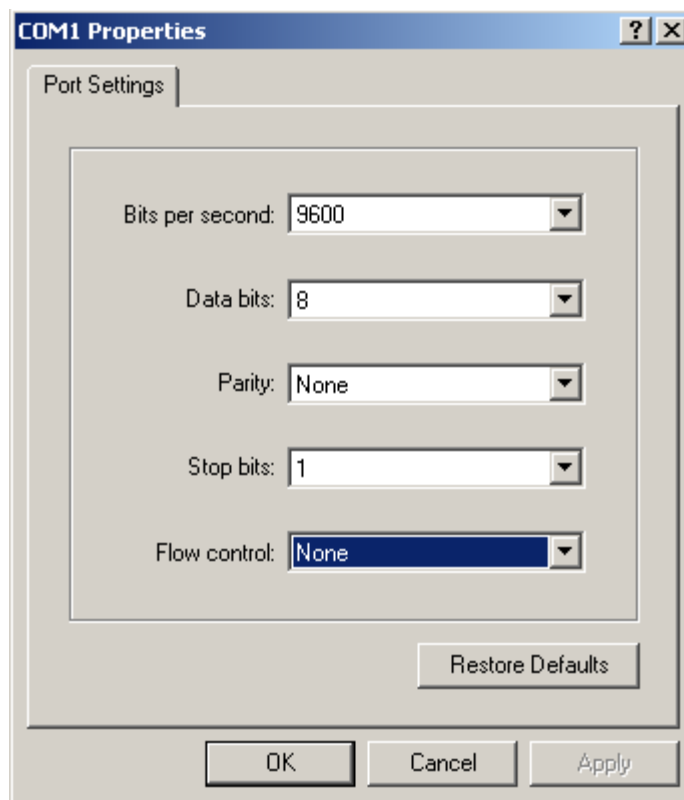 COM1 Properties
Port Settings
Bits per second: 9600
Data bits: 8
Parity: None
Stop bits: 1
Flow control: None
Restore Defaults
OK Cancel Apply